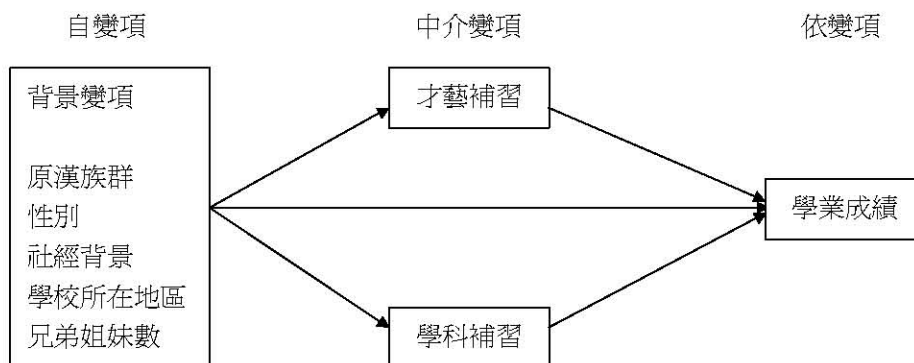 自變項
中介變項
依變項
背景變項
原漢族群
性別
社經背景
學校所在地區
兄弟姐妹數
才藝補習
學科補習
學業成績